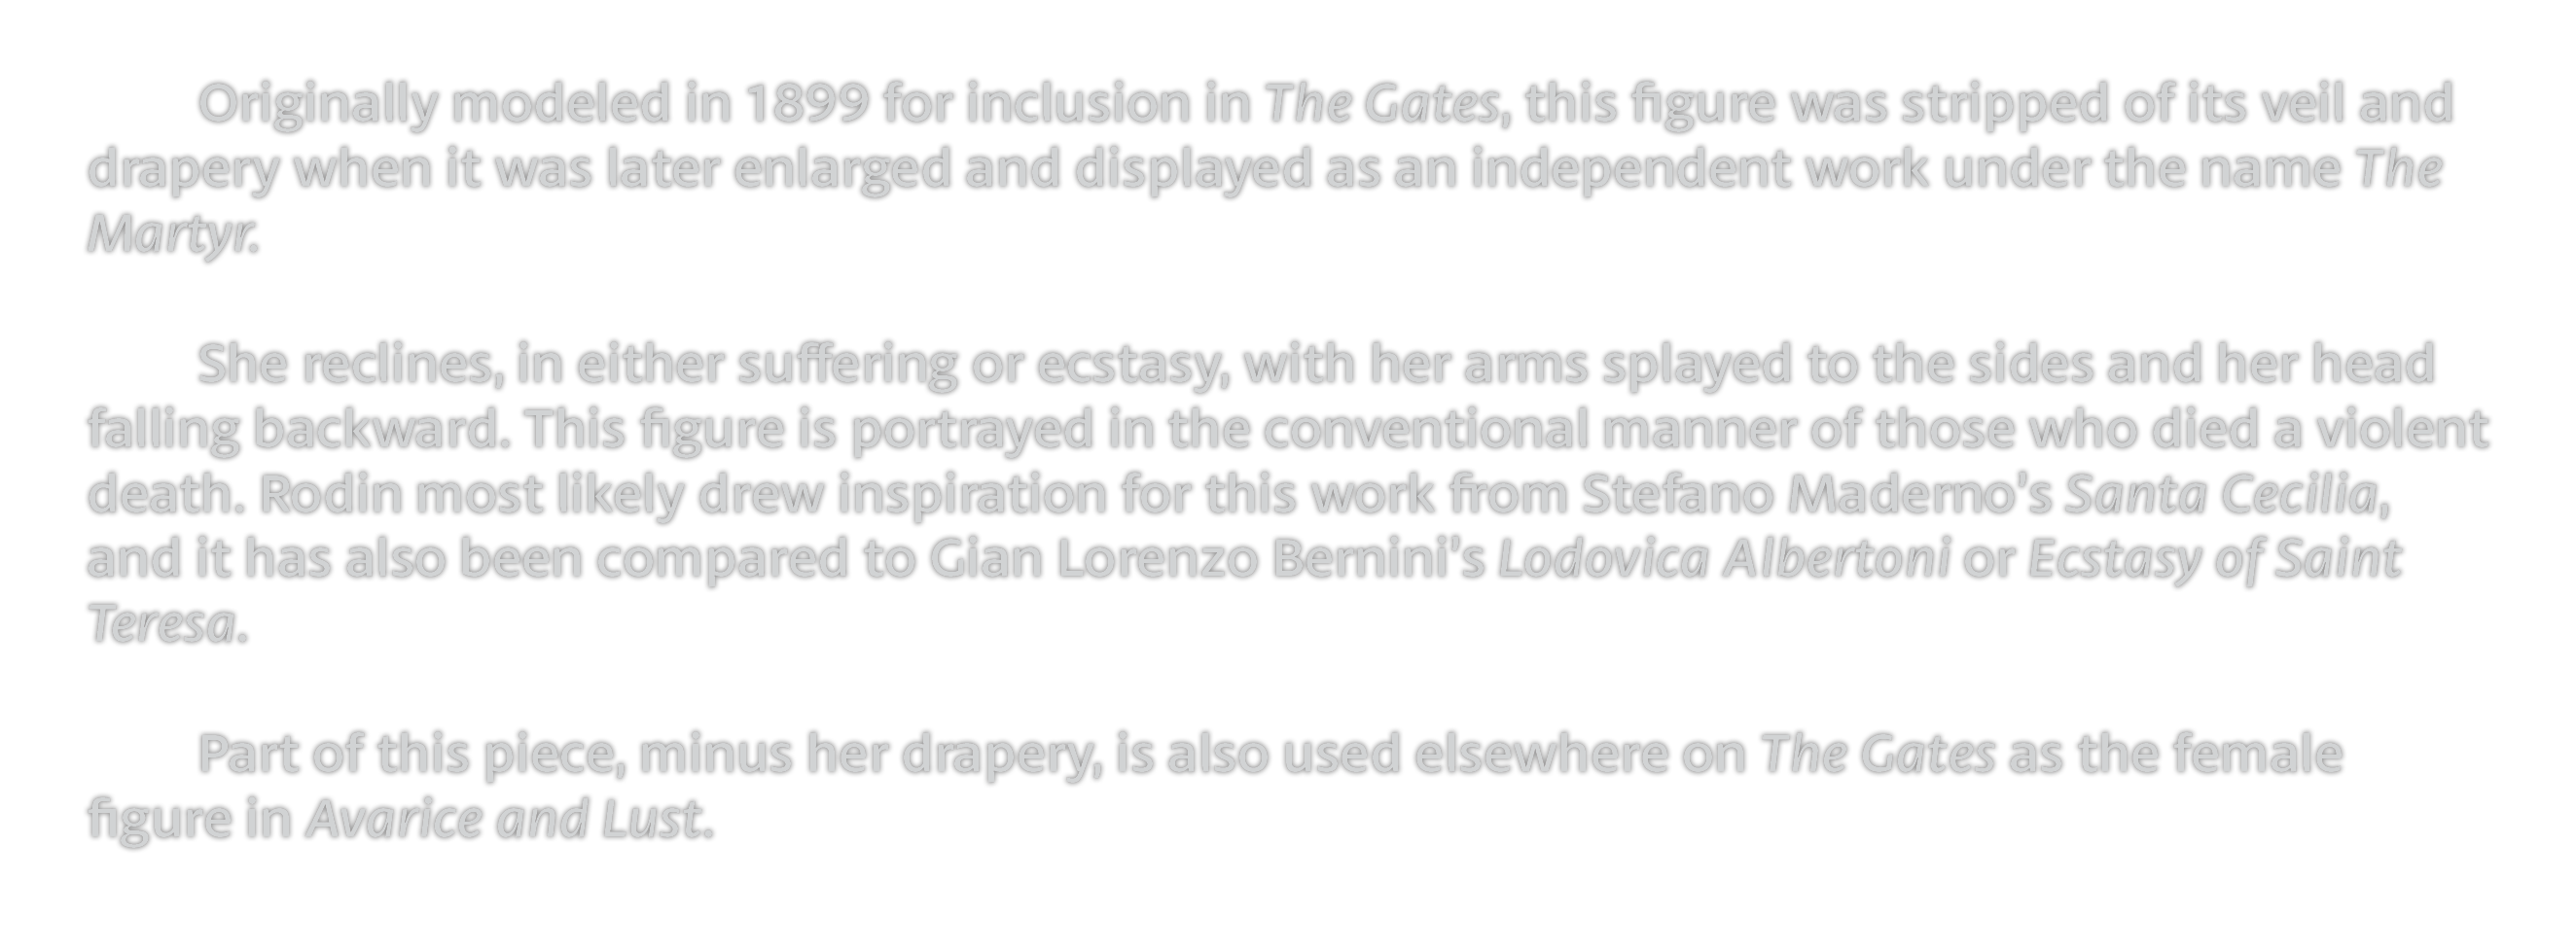 Originally modeled in 1899 for inclusion in The Gates, this figure was stripped of its veil and
drapery when it was later enlarged and displayed as an independent work under the name The
Martyr.
She reclines, in either suffering or ecstasy, with her arms splayed to the sides and her head
falling backward. This figure is portrayed in the conventional manner of those who died a violent
death. Rodin most likely drew inspiration for this work from Stefano Maderno's Santa Cecilia,
and it has also been compared to Gian Lorenzo Bernini's Lodovica Albertoni or Ecstasy of Saint
Teresa.
Part of this piece, minus her drapery, is also used elsewhere on The Gates as the female
figure in Avarice and Lust.